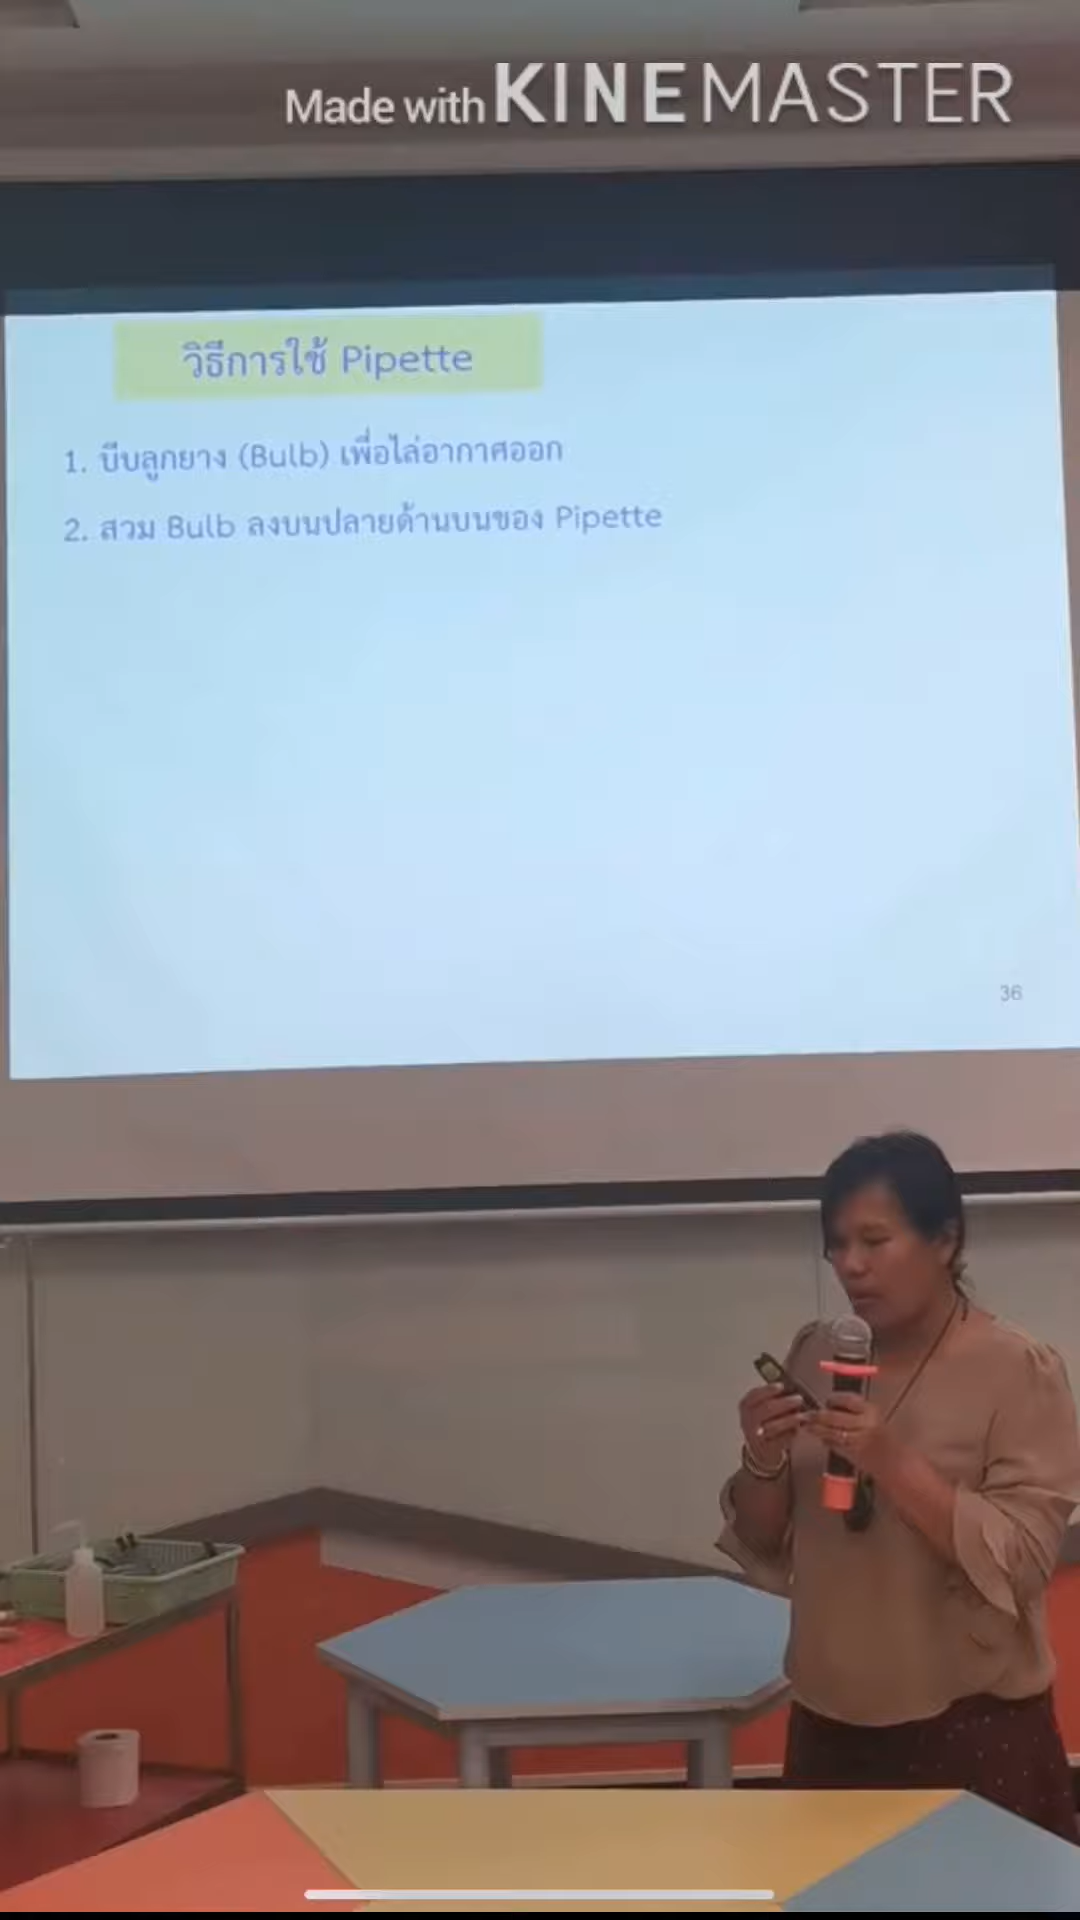 Made with KINEMASTER
วิธีการใช้ Pipette
1. บีบลูกยาง (Bulb) เพื่อไล่อากาศออก
2. สวม Bulb ลงบนปลายด้านบนของ Pipette
36